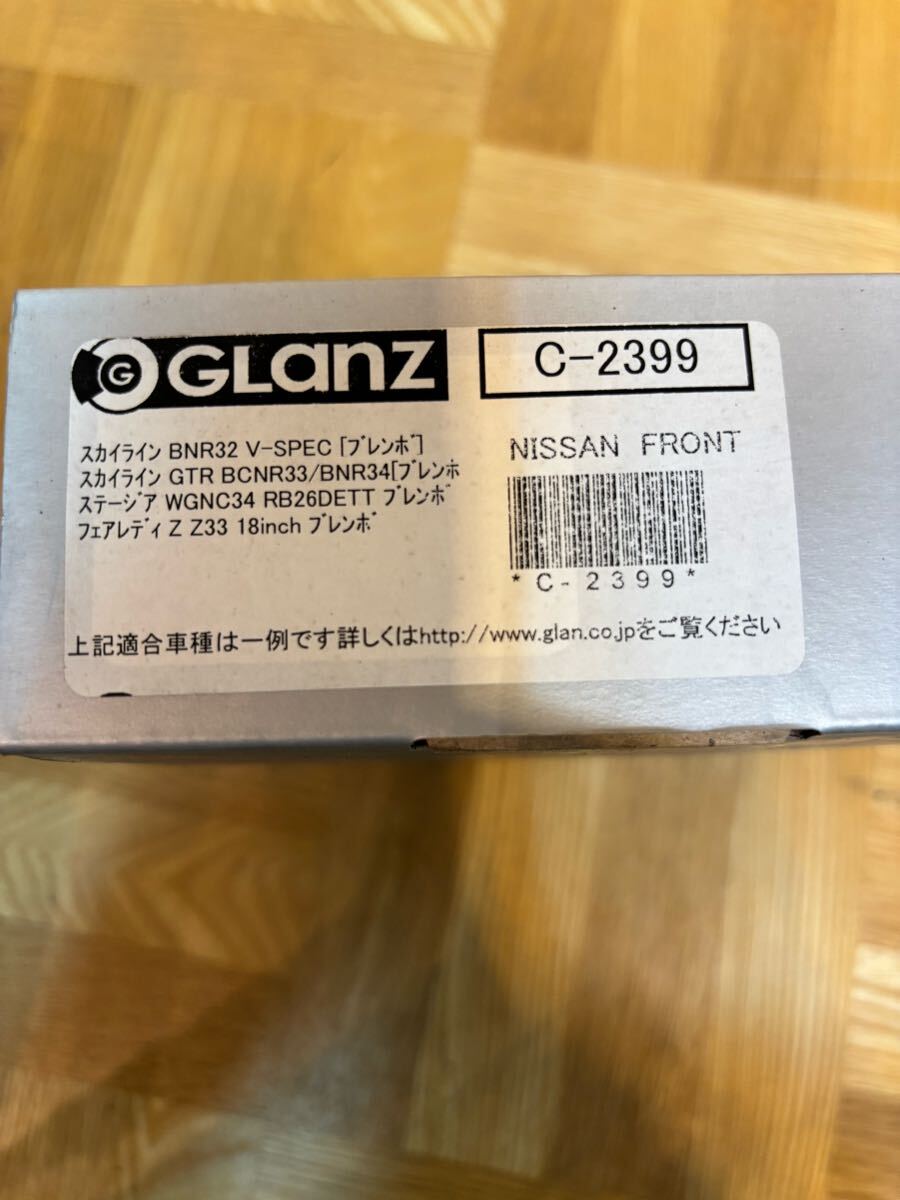 G GLanz
C-2399
スカイライン BNR32 V-SPEC [ブレンボ]
スカイライン GTR BCNR33/BNR34[ブレンホ
ステージア WGNC34 RB26DETT ブレンボ
フェアレディ Z Z33 18inch ブレンボ
NISSAN FRONT
*C-2399*
上記適合車種は一例です詳しくはhttp://www.glan.co.jpをご覧ください